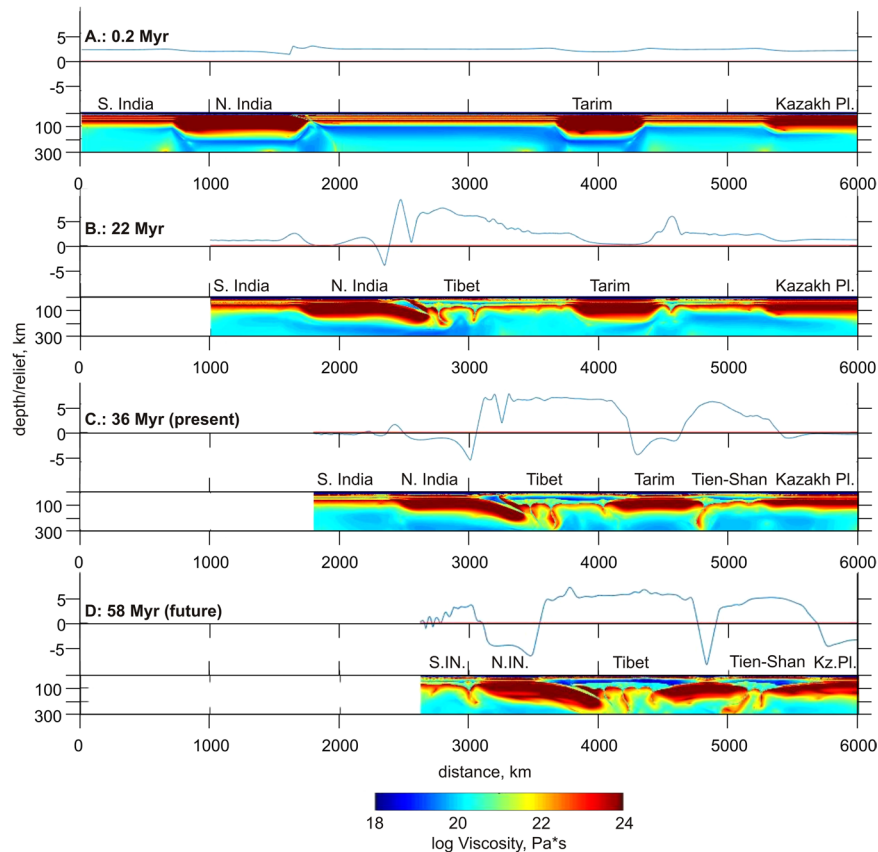 A.: 0.2 Myr
5
0
-5
S. India N. India Tarim Kazakh Pl.
100
300
0 1000 2000 3000 4000 5000 6000
B.: 22 Myr
5
0
-5
S. India N. India Tibet Tarim Kazakh Pl.
100
300
0 1000 2000 3000 4000 5000 6000
depth/relief, km
C.: 36 Myr (present)
5
0
-5
S. India N. India Tibet Tarim Tien-Shan Kazakh Pl.
100
300
0 1000 2000 3000 4000 5000 6000
D: 58 Myr (future)
5
0
-5
S.IN. N.IN. Tibet Tien-Shan Kz.Pl.
100
300
0 1000 2000 3000 4000 5000 6000
distance, km
18 20 22 24
log Viscosity, Pa*s